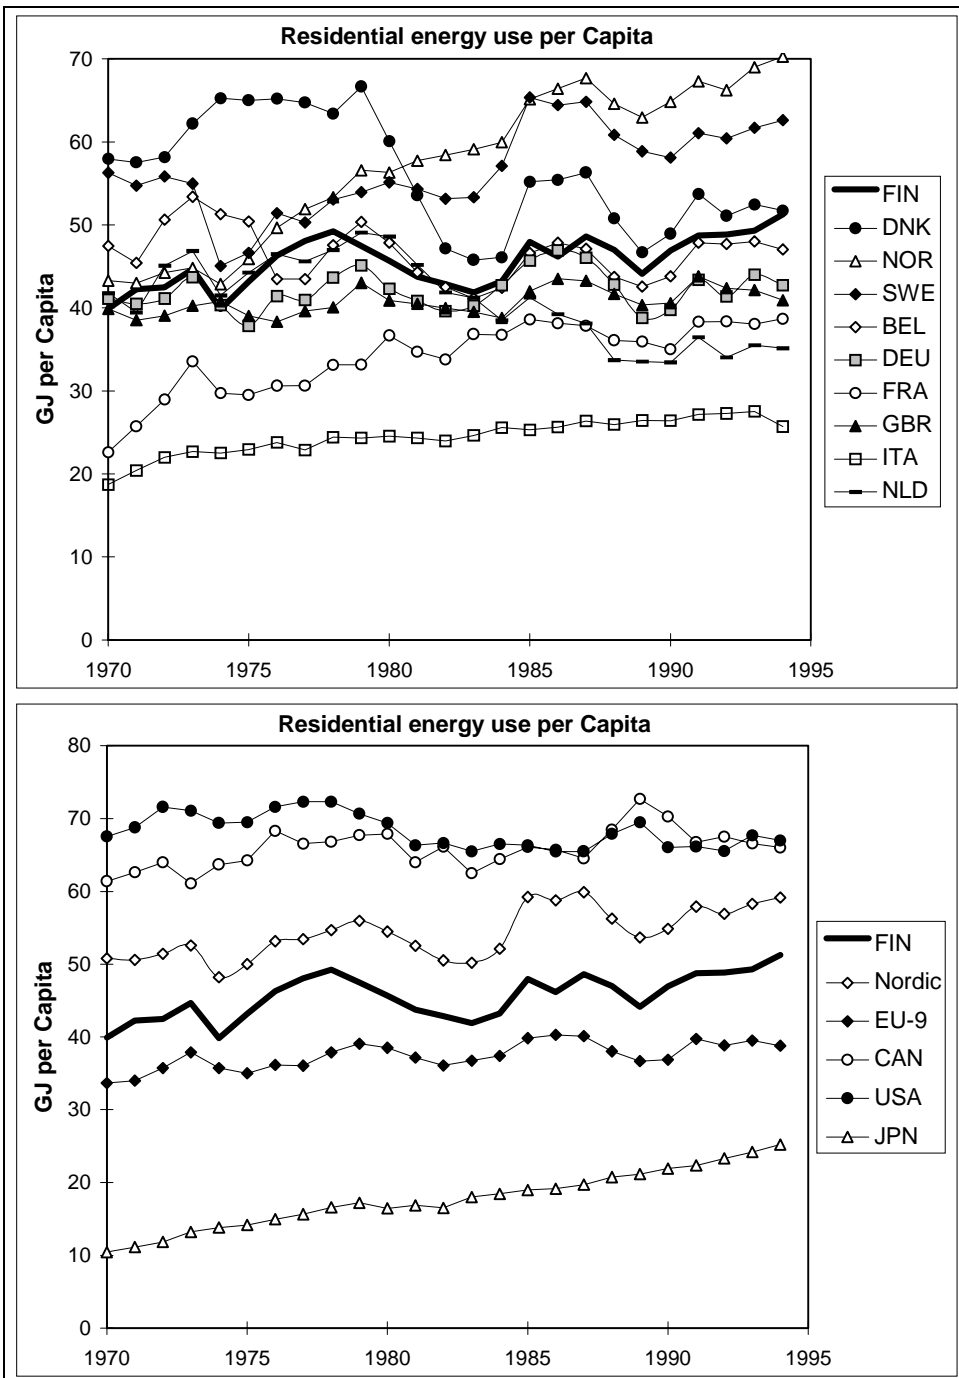 Residential energy use per Capita
GJ per Capita
70
60
50
40
30
20
10
0
1970 1975 1980 1985 1990 1995
FIN
DNK
NOR
SWE
BEL
DEU
FRA
GBR
ITA
NLD
Residential energy use per Capita
GJ per Capita
80
70
60
50
40
30
20
10
0
1970 1975 1980 1985 1990 1995
FIN
Nordic
EU-9
CAN
USA
JPN